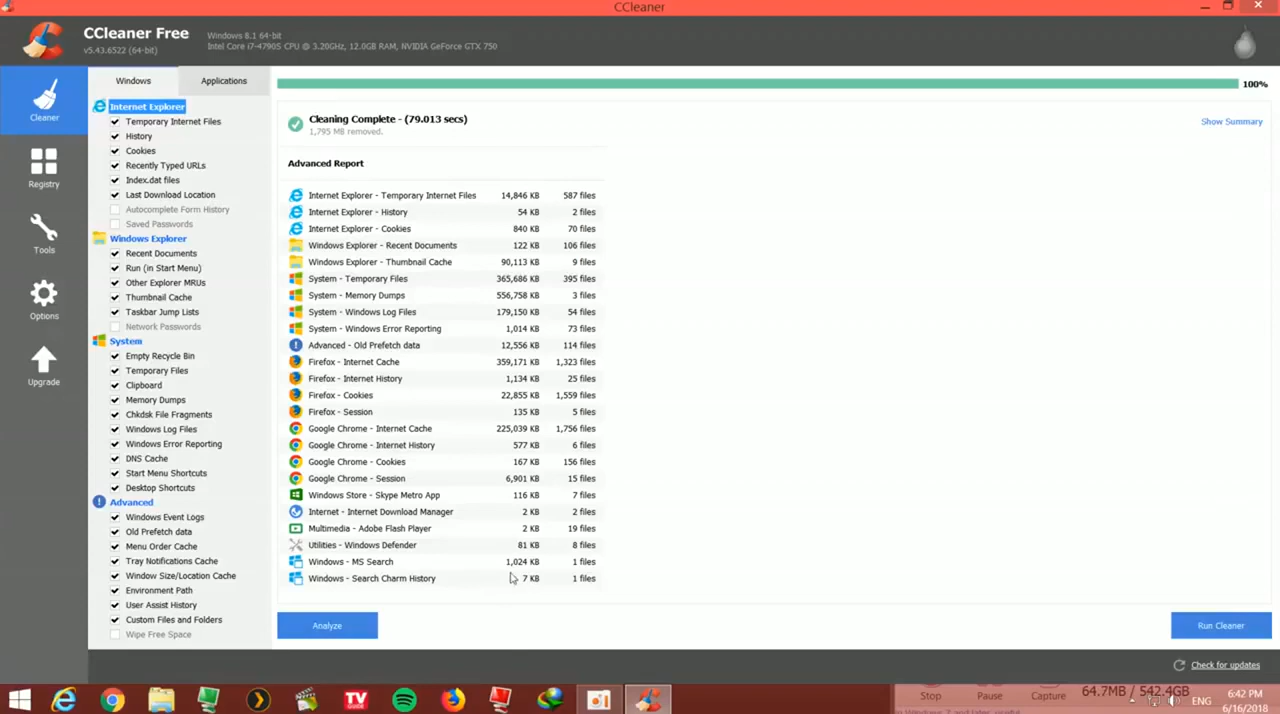 CCleaner
CCleaner Free
v5.43.6522 (64-bit)
Windows 8.1 64-bit
Intel Core i7-4790S CPU @ 3.20GHz, 12.0GB RAM, NVIDIA GeForce GTX 750
Cleaner
Registry
Tools
Options
Upgrade
Windows
Applications
Internet Explorer
Temporary Internet Files
History
Cookies
Recently Typed URLs
Index.dat files
Last Download Location
Autocomplete Form History
Saved Passwords
Windows Explorer
Recent Documents
Run (in Start Menu)
Other Explorer MRUs
Thumbnail Cache
Taskbar Jump Lists
Network Passwords
System
Empty Recycle Bin
Temporary Files
Clipboard
Memory Dumps
Chkdsk File Fragments
Windows Log Files
Windows Error Reporting
DNS Cache
Start Menu Shortcuts
Desktop Shortcuts
Advanced
Windows Event Logs
Old Prefetch data
Menu Order Cache
Tray Notifications Cache
Window Size/Location Cache
Environment Path
User Assist History
Custom Files and Folders
Wipe Free Space
100%
Cleaning Complete - (79.013 secs)
1,795 MB removed.
Show Summary
Advanced Report
Internet Explorer - Temporary Internet Files 14,846 KB 587 files
Internet Explorer - History 54 KB 2 files
Internet Explorer - Cookies 840 KB 70 files
Windows Explorer - Recent Documents 122 KB 106 files
Windows Explorer - Thumbnail Cache 90,113 KB 9 files
System - Temporary Files 365,686 KB 395 files
System - Memory Dumps 556,758 KB 3 files
System - Windows Log Files 179,150 KB 54 files
System - Windows Error Reporting 1,014 KB 73 files
Advanced - Old Prefetch data 12,556 KB 114 files
Firefox - Internet Cache 359,171 KB 1,323 files
Firefox - Internet History 1,134 KB 25 files
Firefox - Cookies 22,855 KB 1,559 files
Firefox - Session 135 KB 5 files
Google Chrome - Internet Cache 225,039 KB 1,756 files
Google Chrome - Internet History 577 KB 6 files
Google Chrome - Cookies 167 KB 156 files
Google Chrome - Session 6,901 KB 15 files
Windows Store - Skype Metro App 116 KB 7 files
Internet - Internet Download Manager 2 KB 2 files
Multimedia - Adobe Flash Player 2 KB 19 files
Utilities - Windows Defender 81 KB 8 files
Windows - MS Search 1,024 KB 1 files
Windows - Search Charm History 7 KB 1 files
Analyze
Run Cleaner
Check for updates
TV
Stop
Pause
Capture
64.7MB / 542.4GB
ENG
6:42 PM
6/16/2018